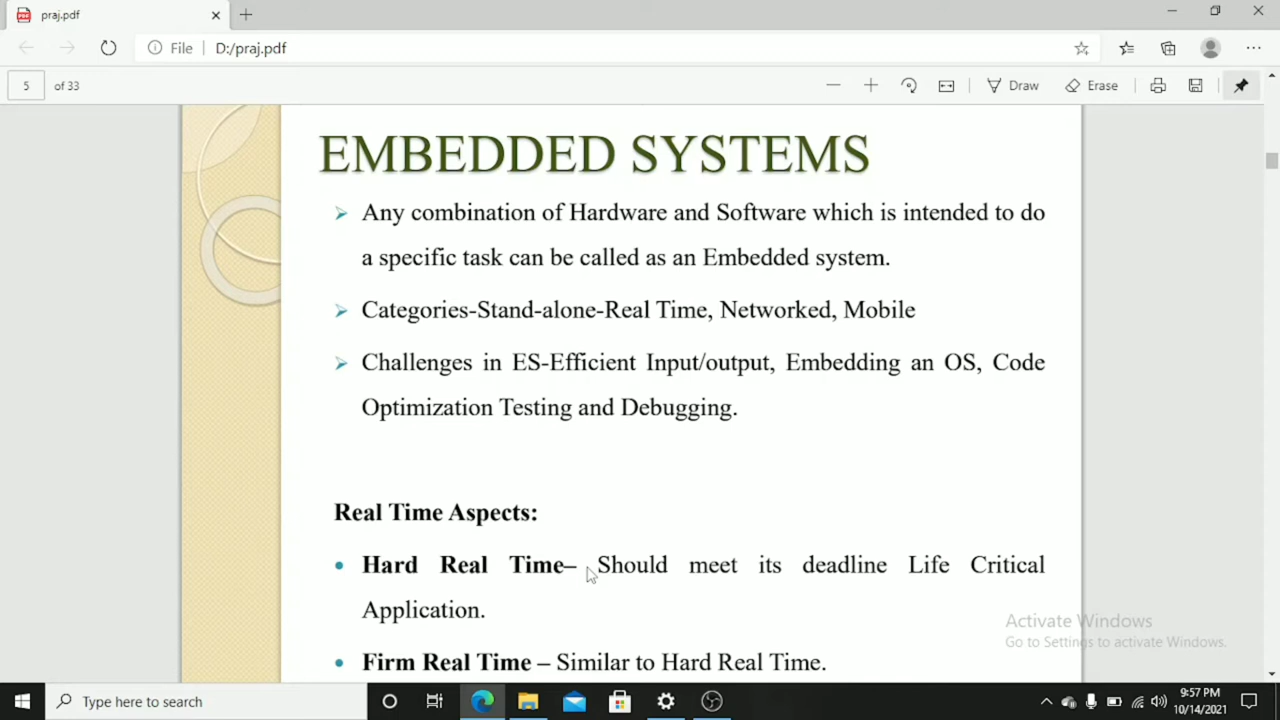 praj.pdf
File
D:/praj.pdf
5
of 33
Draw
Erase
EMBEDDED SYSTEMS
Any combination of Hardware and Software which is intended to do
a specific task can be called as an Embedded system.
Categories-Stand-alone-Real Time, Networked, Mobile
Challenges in ES-Efficient Input/output, Embedding an OS, Code
Optimization Testing and Debugging.
Real Time Aspects:
Hard Real Time– Should meet its deadline Life Critical
Application.
Firm Real Time – Similar to Hard Real Time.
Activate Windows
Go to Settings to activate Windows.
Type here to search
9:57 PM
10/14/2021